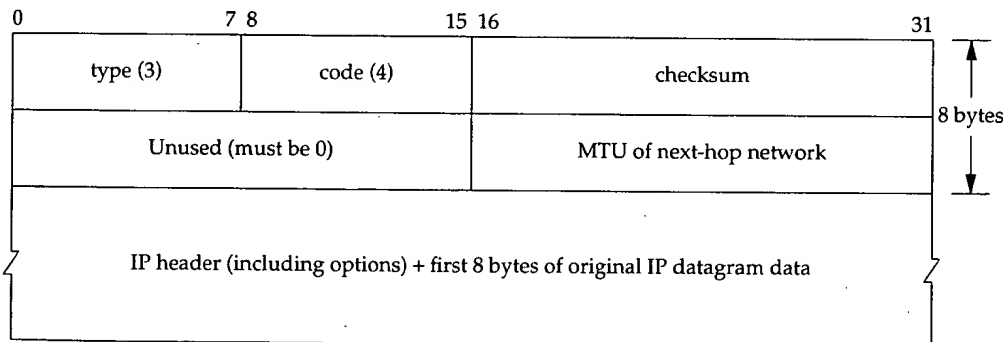 0 7 8 15 16 31
type (3) code (4) checksum
8 bytes
Unused (must be 0) MTU of next-hop network
IP header (including options) + first 8 bytes of original IP datagram data